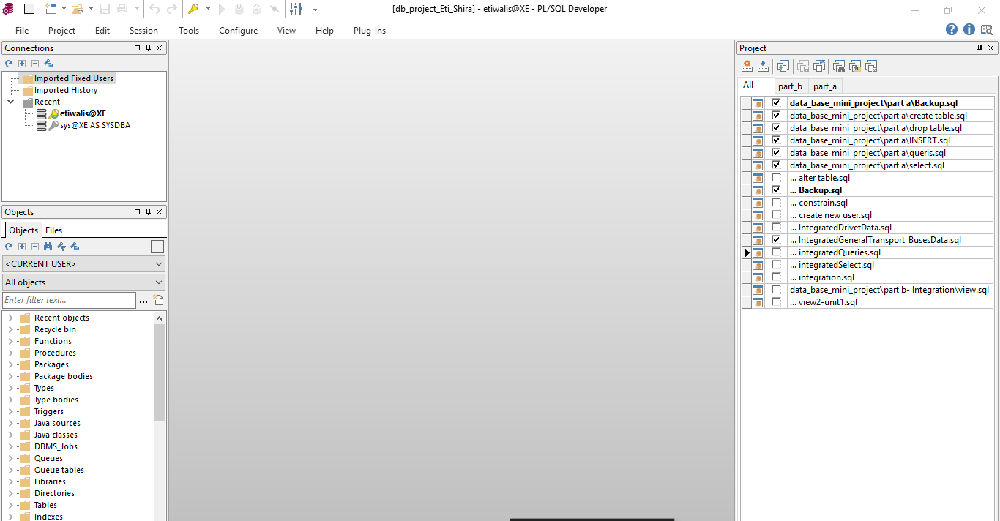 [db_project_Eti_Shira] - etiwalis@XE - PL/SQL Developer
File Project Edit Session Tools Configure View Help Plug-Ins
Connections
Imported Fixed Users
Imported History
Recent
etiwalis@XE
sys@XE AS SYSDBA
Objects
Objects Files
<CURRENT USER>
All objects
Enter filter text...
Recent objects
Recycle bin
Functions
Procedures
Packages
Package bodies
Types
Type bodies
Triggers
Java sources
Java classes
DBMS_Jobs
Queues
Queue tables
Libraries
Directories
Tables
Indexes
Project
All part_b part_a
data_base_mini_project\part a\Backup.sql
data_base_mini_project\part a\create table.sql
data_base_mini_project\part a\drop table.sql
data_base_mini_project\part a\INSERT.sql
data_base_mini_project\part a\queris.sql
data_base_mini_project\part a\select.sql
... alter table.sql
... Backup.sql
... constrain.sql
... create new user.sql
... IntegratedDrivetData.sql
... IntegratedGeneralTransport_BusesData.sql
... integratedQueries.sql
... integratedSelect.sql
... integration.sql
data_base_mini_project\part b- Integration\view.sql
... view2-unit1.sql